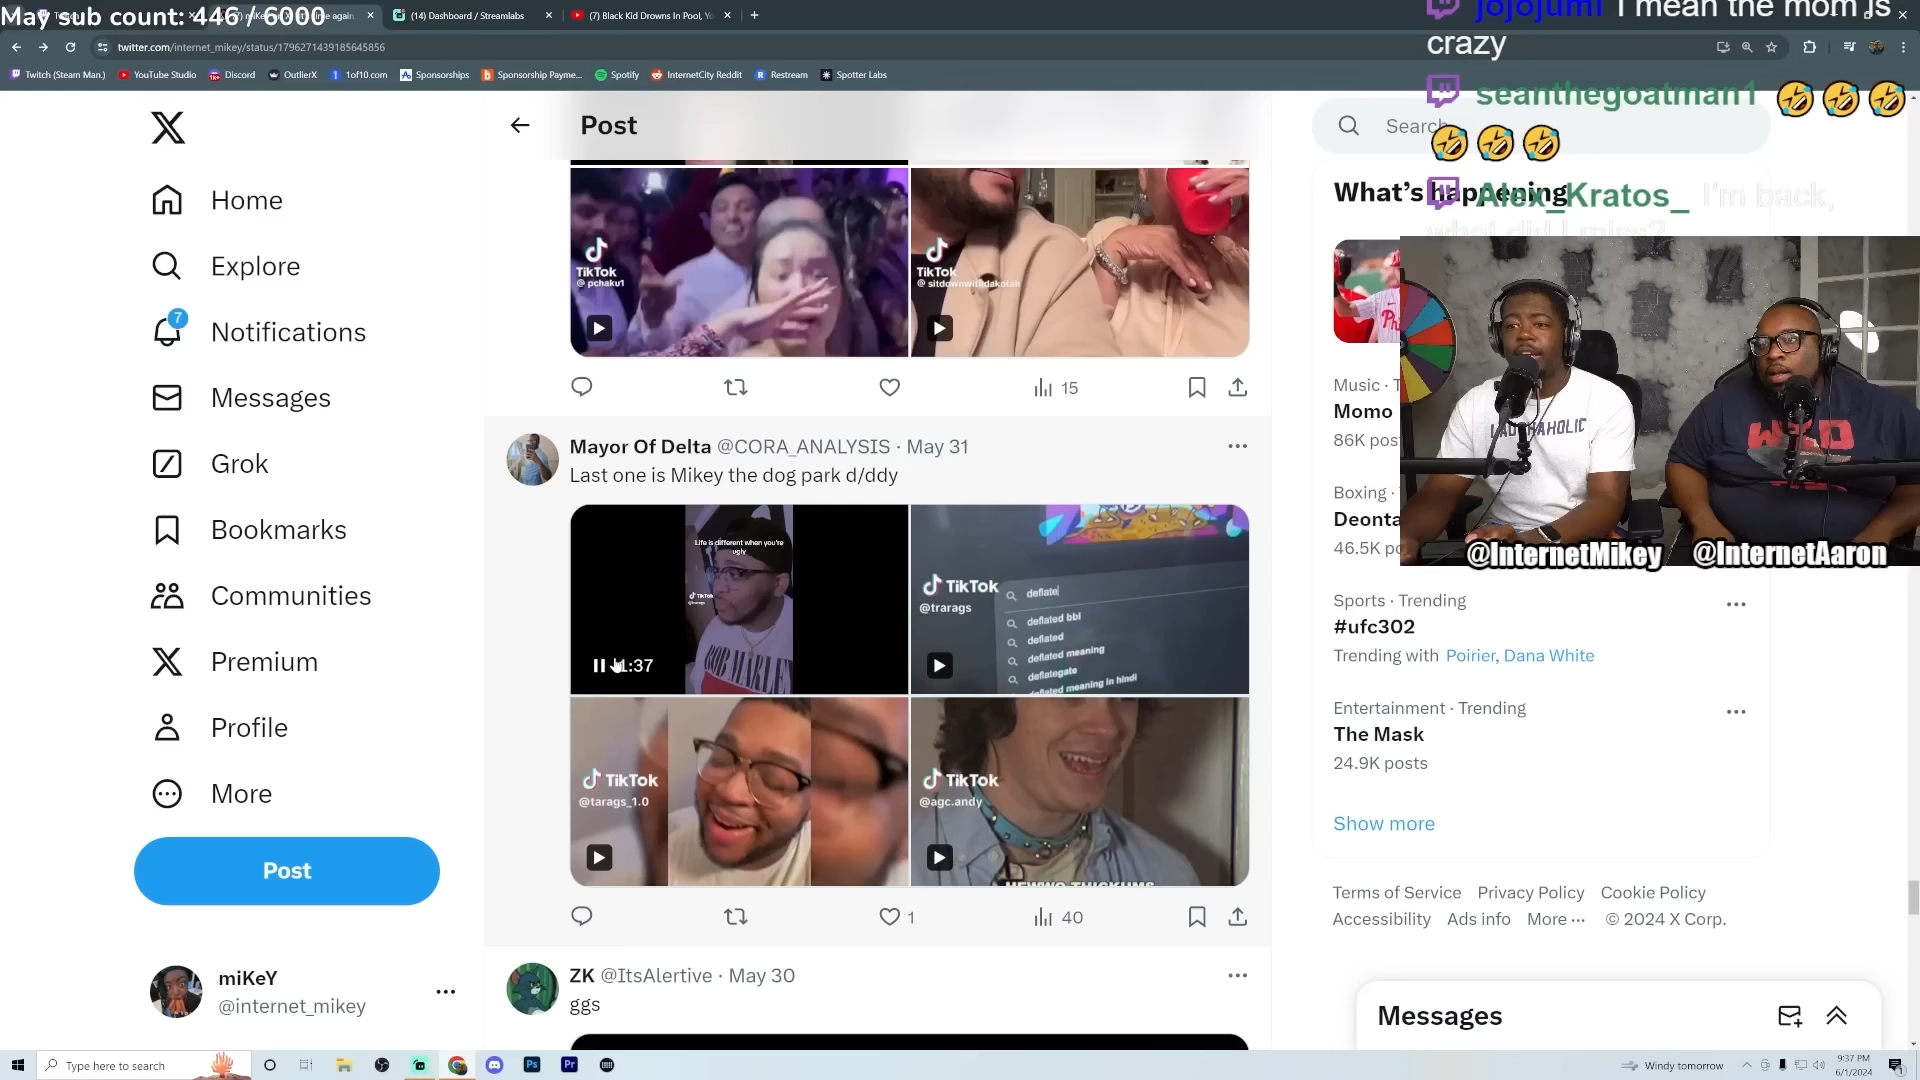 May sub count: 446 / 6000
(14) Dashboard / Streamlabs
(7) Black Kid Drowns In Pool, Yo
twitter.com/internet_mikey/status/1796271439185645856
Twitch (Steam Man.) YouTube Studio Discord OutlierX 1of10.com Sponsorships Sponsorship Payme... Spotify InternetCity Reddit Restream Spotter Labs
jojojumi I mean the mom is
crazy
seanthegoatman1 🤣🤣🤣
🤣🤣🤣
Alex_Kratos_ I'm back,
what did I miss?
Home
Explore
7
Notifications
Messages
Grok
Bookmarks
Communities
Premium
Profile
More
Post
miKeY
@internet_mikey
Post
TikTok
@pchaku1
TikTok
@sitdownwithdakotah
15
Mayor Of Delta @CORA_ANALYSIS · May 31
Last one is Mikey the dog park d/ddy
Life is different when you're
ugly
TikTok
1:37
TikTok
@trarags
deflate
deflated bbl
deflated
deflated meaning
deflategate
deflated meaning in hindi
TikTok
@tarags_1.0
TikTok
@agc.andy
HEWWO THICKUMS
1
40
ZK @ItsAlertive · May 30
ggs
Search
What's happening
Music ·
Momo
86K pos
Boxing ·
Deonta
46.5K po
@InternetMikey @InternetAaron
Sports · Trending
#ufc302
Trending with Poirier, Dana White
Entertainment · Trending
The Mask
24.9K posts
Show more
Terms of Service Privacy Policy Cookie Policy
Accessibility Ads info More ··· © 2024 X Corp.
Messages
Type here to search
Windy tomorrow
9:37 PM
6/1/2024